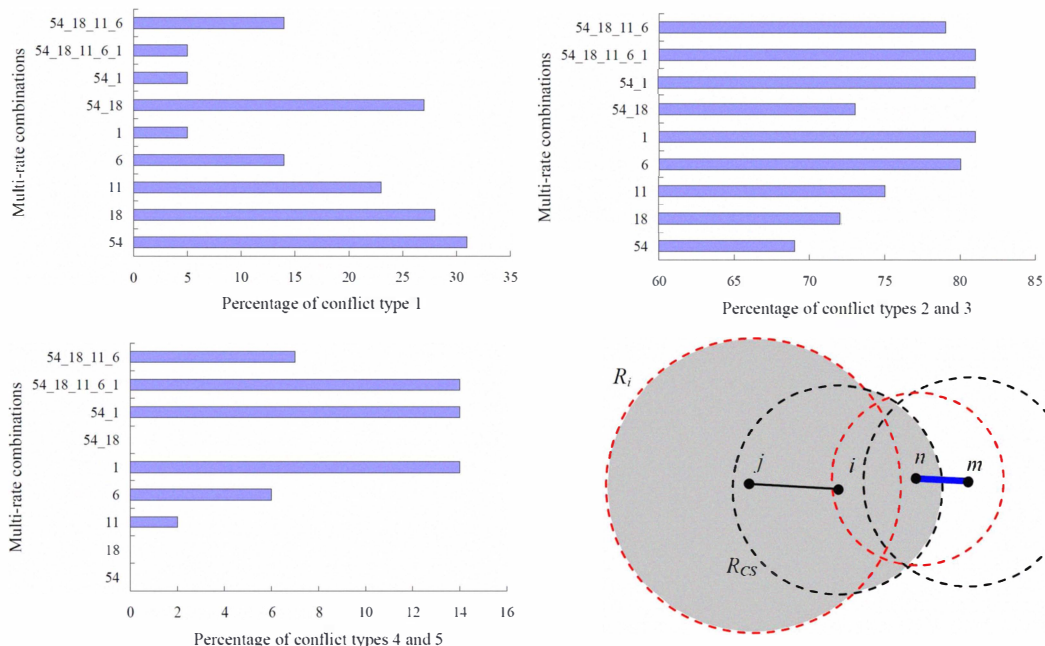 Multi-rate combinations
54_18_11_6
54_18_11_6_1
54_1
54_18
1
6
11
18
54
0 5 10 15 20 25 30 35
Percentage of conflict type 1
Multi-rate combinations
54_18_11_6
54_18_11_6_1
54_1
54_18
1
6
11
18
54
60 65 70 75 80 85
Percentage of conflict types 2 and 3
Multi-rate combinations
54_18_11_6
54_18_11_6_1
54_1
54_18
1
6
11
18
54
0 2 4 6 8 10 12 14 16
Percentage of conflict types 4 and 5
Ri
j i n m
RCS